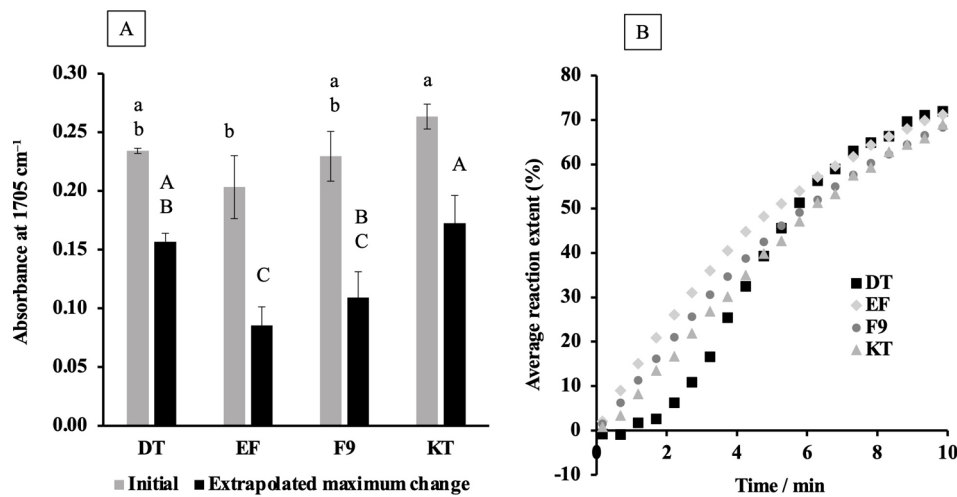 A
Absorbance at 1705 cm⁻¹
0.30
0.25
0.20
0.15
0.10
0.05
0.00
a
b
A
B
b
C
a
b
B
C
a
A
DT EF F9 KT
Initial Extrapolated maximum change
B
Average reaction extent (%)
80
70
60
50
40
30
20
10
0
-10
0 2 4 6 8 10
DT
EF
F9
KT
Time / min